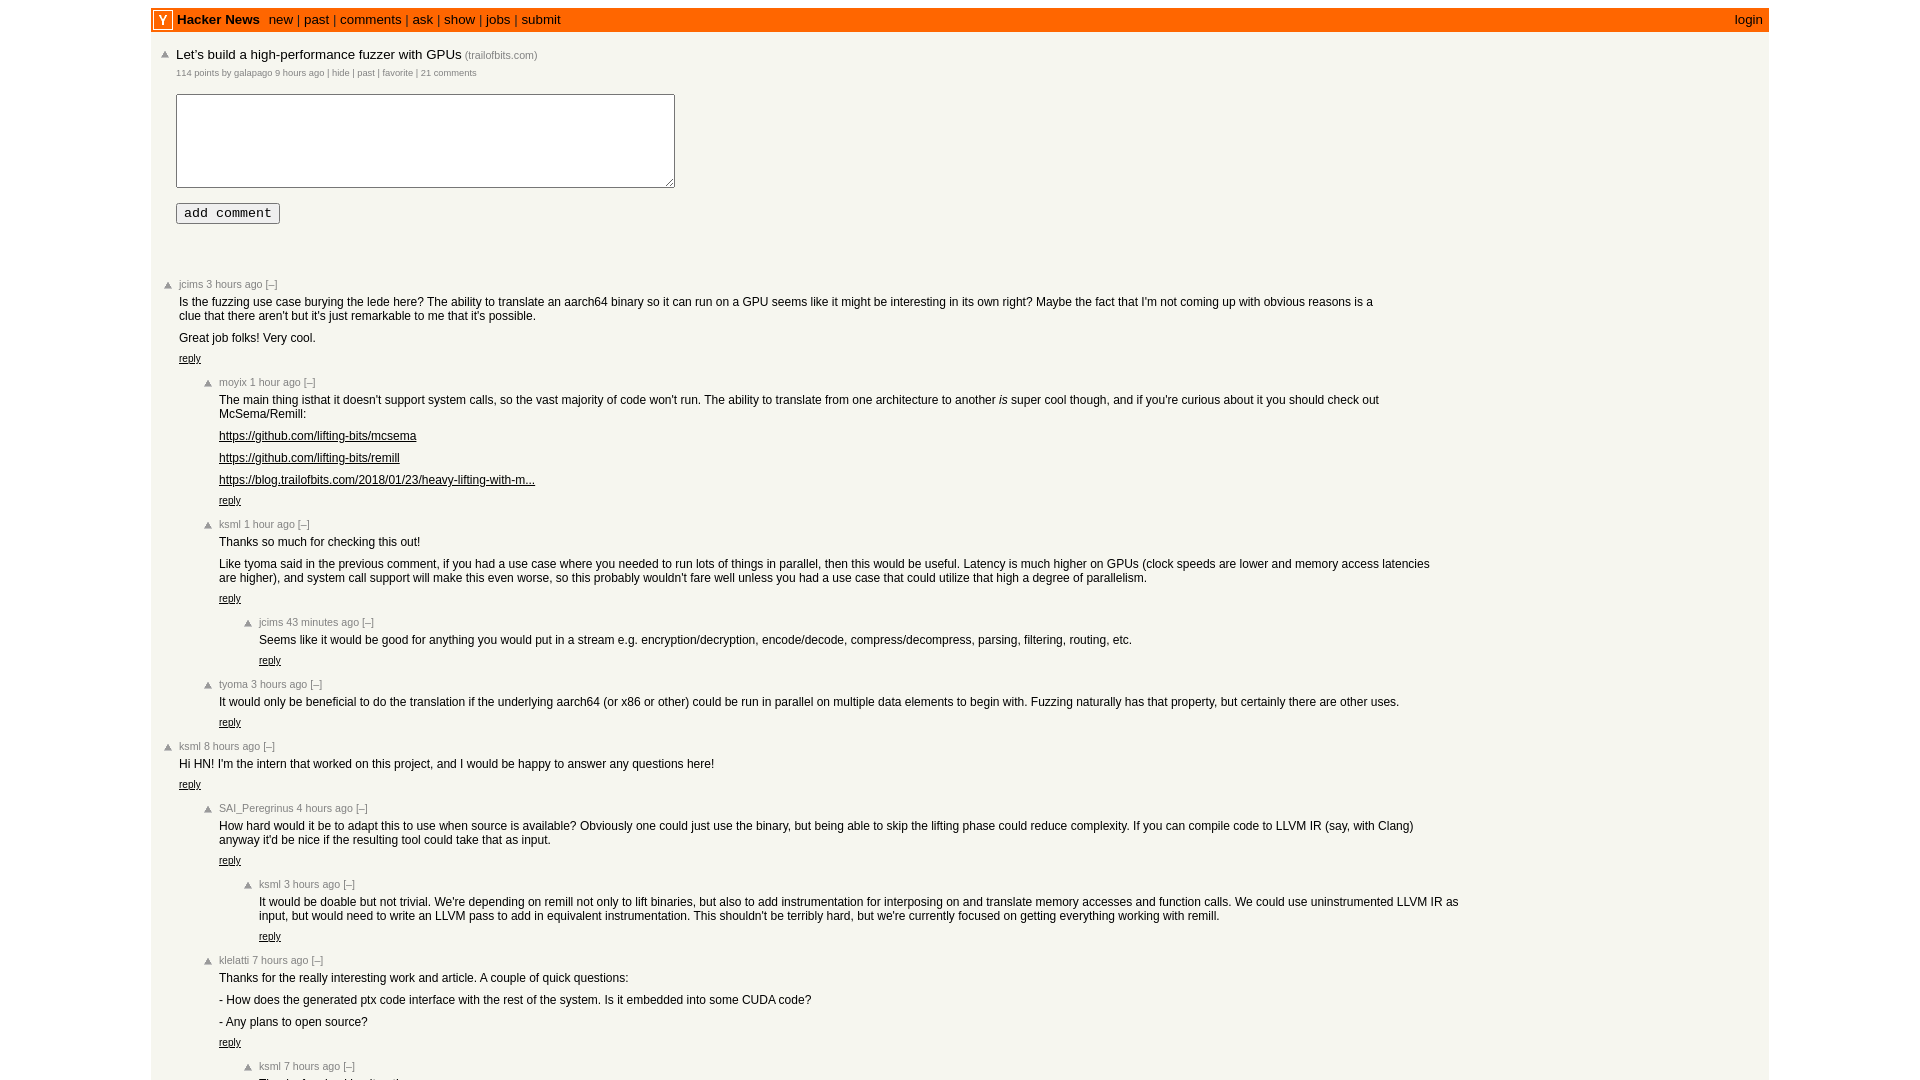 Y Hacker News new | past | comments | ask | show | jobs | submit login
Let's build a high-performance fuzzer with GPUs (trailofbits.com)
114 points by galapago 9 hours ago | hide | past | favorite | 21 comments
add comment
jcims 3 hours ago [–]
Is the fuzzing use case burying the lede here? The ability to translate an aarch64 binary so it can run on a GPU seems like it might be interesting in its own right? Maybe the fact that I'm not coming up with obvious reasons is a
clue that there aren't but it's just remarkable to me that it's possible.
Great job folks! Very cool.
reply
moyix 1 hour ago [–]
The main thing isthat it doesn't support system calls, so the vast majority of code won't run. The ability to translate from one architecture to another is super cool though, and if you're curious about it you should check out
McSema/Remill:
https://github.com/lifting-bits/mcsema
https://github.com/lifting-bits/remill
https://blog.trailofbits.com/2018/01/23/heavy-lifting-with-m...
reply
ksml 1 hour ago [–]
Thanks so much for checking this out!
Like tyoma said in the previous comment, if you had a use case where you needed to run lots of things in parallel, then this would be useful. Latency is much higher on GPUs (clock speeds are lower and memory access latencies
are higher), and system call support will make this even worse, so this probably wouldn't fare well unless you had a use case that could utilize that high a degree of parallelism.
reply
jcims 43 minutes ago [–]
Seems like it would be good for anything you would put in a stream e.g. encryption/decryption, encode/decode, compress/decompress, parsing, filtering, routing, etc.
reply
tyoma 3 hours ago [–]
It would only be beneficial to do the translation if the underlying aarch64 (or x86 or other) could be run in parallel on multiple data elements to begin with. Fuzzing naturally has that property, but certainly there are other uses.
reply
ksml 8 hours ago [–]
Hi HN! I'm the intern that worked on this project, and I would be happy to answer any questions here!
reply
SAI_Peregrinus 4 hours ago [–]
How hard would it be to adapt this to use when source is available? Obviously one could just use the binary, but being able to skip the lifting phase could reduce complexity. If you can compile code to LLVM IR (say, with Clang)
anyway it'd be nice if the resulting tool could take that as input.
reply
ksml 3 hours ago [–]
It would be doable but not trivial. We're depending on remill not only to lift binaries, but also to add instrumentation for interposing on and translate memory accesses and function calls. We could use uninstrumented LLVM IR as
input, but would need to write an LLVM pass to add in equivalent instrumentation. This shouldn't be terribly hard, but we're currently focused on getting everything working with remill.
reply
klelatti 7 hours ago [–]
Thanks for the really interesting work and article. A couple of quick questions:
- How does the generated ptx code interface with the rest of the system. Is it embedded into some CUDA code?
- Any plans to open source?
reply
ksml 7 hours ago [–]